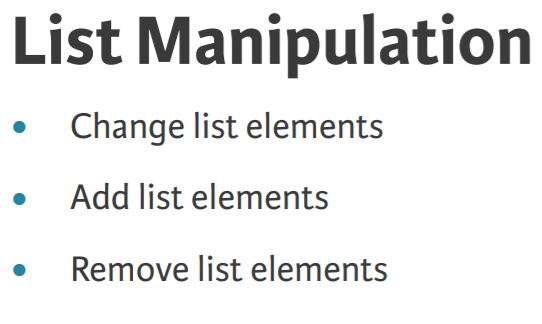 List Manipulation
• Change list elements
• Add list elements
• Remove list elements